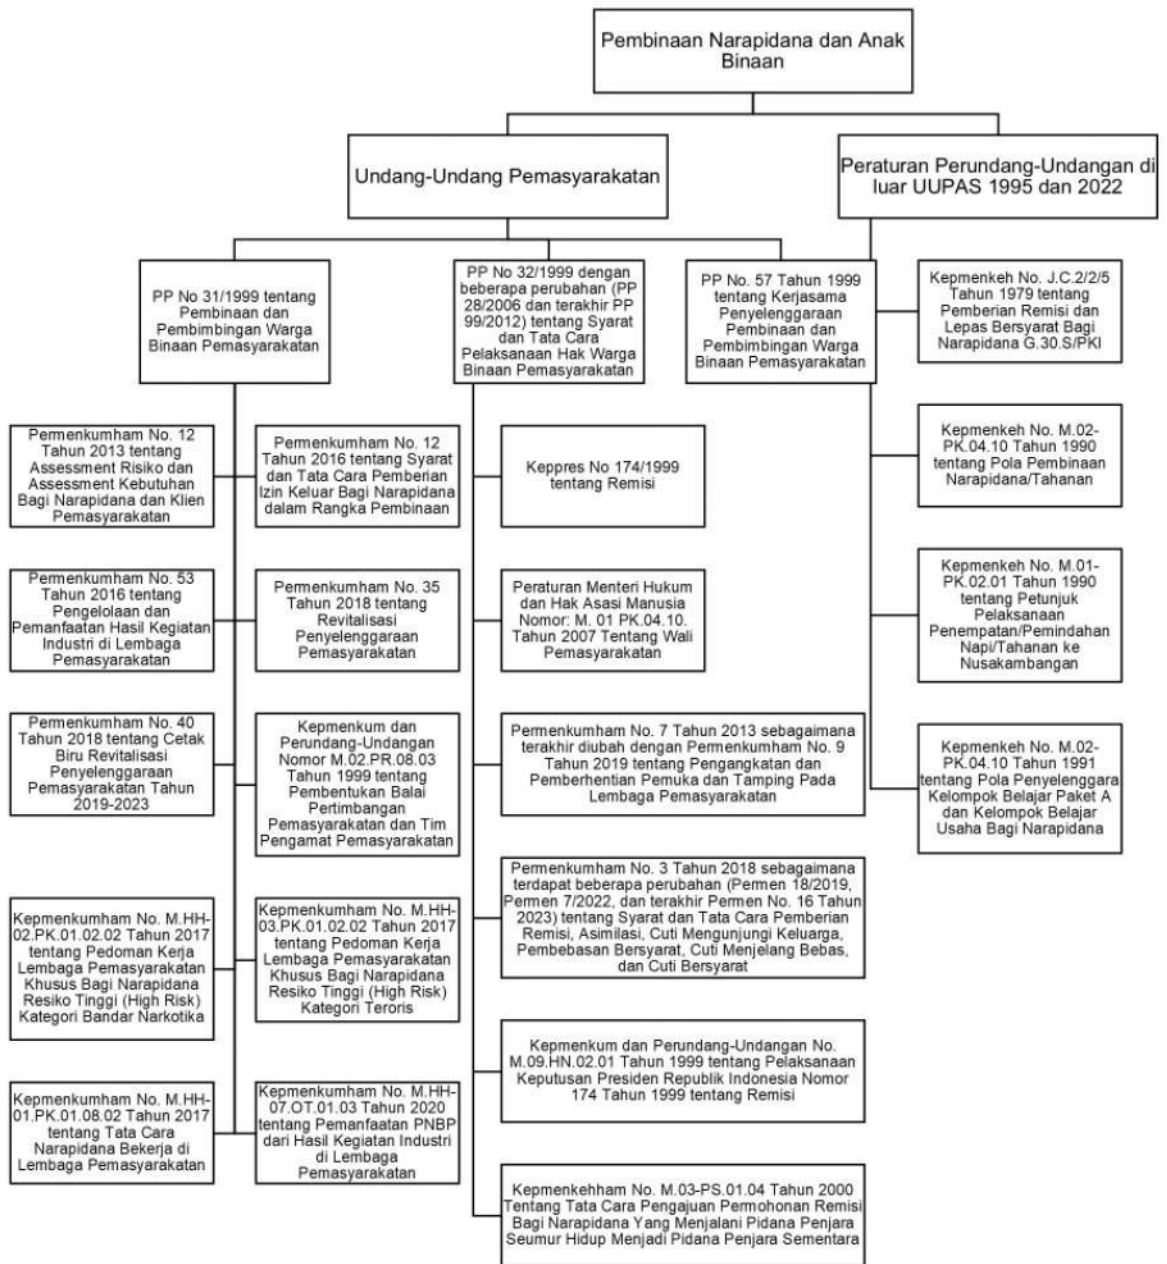 Pembinaan Narapidana dan Anak
Binaan
Undang-Undang Pemasyarakatan
Peraturan Perundang-Undangan di
luar UUPAS 1995 dan 2022
PP No 31/1999 tentang
Pembinaan dan
Pembimbingan Warga
Binaan Pemasyarakatan
PP No 32/1999 dengan
beberapa perubahan (PP
28/2006 dan terakhir PP
99/2012) tentang Syarat
dan Tata Cara
Pelaksanaan Hak Warga
Binaan Pemasyarakatan
PP No. 57 Tahun 1999
tentang Kerjasama
Penyelenggaraan
Pembinaan dan
Pembimbingan Warga
Binaan Pemasyarakatan
Kepmenkeh No. J.C.2/2/5
Tahun 1979 tentang
Pemberian Remisi dan
Lepas Bersyarat Bagi
Narapidana G.30.S/PKI
Permenkumham No. 12
Tahun 2013 tentang
Assessment Risiko dan
Assessment Kebutuhan
Bagi Narapidana dan Klien
Pemasyarakatan
Permenkumham No. 12
Tahun 2016 tentang Syarat
dan Tata Cara Pemberian
Izin Keluar Bagi Narapidana
dalam Rangka Pembinaan
Keppres No 174/1999
tentang Remisi
Kepmenkeh No. M.02-
PK.04.10 Tahun 1990
tentang Pola Pembinaan
Narapidana/Tahanan
Permenkumham No. 53
Tahun 2016 tentang
Pengelolaan dan
Pemanfaatan Hasil Kegiatan
Industri di Lembaga
Pemasyarakatan
Permenkumham No. 35
Tahun 2018 tentang
Revitalisasi
Penyelenggaraan
Pemasyarakatan
Peraturan Menteri Hukum
dan Hak Asasi Manusia
Nomor: M. 01 PK.04.10.
Tahun 2007 Tentang Wali
Pemasyarakatan
Kepmenkeh No. M.01-
PK.02.01 Tahun 1990
tentang Petunjuk
Pelaksanaan
Penempatan/Pemindahan
Napi/Tahanan ke
Nusakambangan
Permenkumham No. 40
Tahun 2018 tentang Cetak
Biru Revitalisasi
Penyelenggaraan
Pemasyarakatan Tahun
2019-2023
Kepmenkum dan
Perundang-Undangan
Nomor M.02.PR.08.03
Tahun 1999 tentang
Pembentukan Balai
Pertimbangan
Pemasyarakatan dan Tim
Pengamat Pemasyarakatan
Permenkumham No. 7 Tahun 2013 sebagaimana
terakhir diubah dengan Permenkumham No. 9
Tahun 2019 tentang Pengangkatan dan
Pemberhentian Pemuka dan Tamping Pada
Lembaga Pemasyarakatan
Kepmenkeh No. M.02-
PK.04.10 Tahun 1991
tentang Pola Penyelenggara
Kelompok Belajar Paket A
dan Kelompok Belajar
Usaha Bagi Narapidana
Kepmenkumham No. M.HH-
02.PK.01.02.02 Tahun 2017
tentang Pedoman Kerja
Lembaga Pemasyarakatan
Khusus Bagi Narapidana
Resiko Tinggi (High Risk)
Kategori Bandar Narkotika
Kepmenkumham No. M.HH-
03.PK.01.02.02 Tahun 2017
tentang Pedoman Kerja
Lembaga Pemasyarakatan
Khusus Bagi Narapidana
Resiko Tinggi (High Risk)
Kategori Teroris
Permenkumham No. 3 Tahun 2018 sebagaimana
terdapat beberapa perubahan (Permen 18/2019,
Permen 7/2022, dan terakhir Permen No. 16 Tahun
2023) tentang Syarat dan Tata Cara Pemberian
Remisi, Asimilasi, Cuti Mengunjungi Keluarga,
Pembebasan Bersyarat, Cuti Menjelang Bebas,
dan Cuti Bersyarat
Kepmenkum dan Perundang-Undangan No.
M.09.HN.02.01 Tahun 1999 tentang Pelaksanaan
Keputusan Presiden Republik Indonesia Nomor
174 Tahun 1999 tentang Remisi
Kepmenkumham No. M.HH-
01.PK.01.08.02 Tahun 2017
tentang Tata Cara
Narapidana Bekerja di
Lembaga Pemasyarakatan
Kepmenkumham No. M.HH-
07.OT.01.03 Tahun 2020
tentang Pemanfaatan PNBP
dari Hasil Kegiatan Industri
di Lembaga
Pemasyarakatan
Kepmenkehham No. M.03-PS.01.04 Tahun 2000
Tentang Tata Cara Pengajuan Permohonan Remisi
Bagi Narapidana Yang Menjalani Pidana Penjara
Seumur Hidup Menjadi Pidana Penjara Sementara